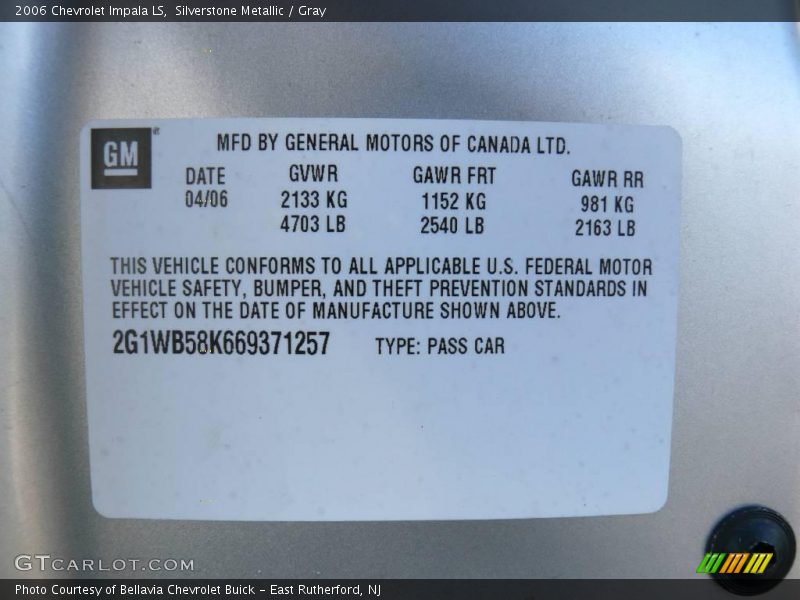 2006 Chevrolet Impala LS, Silverstone Metallic / Gray
GM®
MFD BY GENERAL MOTORS OF CANADA LTD.
DATE GVWR GAWR FRT GAWR RR
04/06 2133 KG 1152 KG 981 KG
4703 LB 2540 LB 2163 LB
THIS VEHICLE CONFORMS TO ALL APPLICABLE U.S. FEDERAL MOTOR
VEHICLE SAFETY, BUMPER, AND THEFT PREVENTION STANDARDS IN
EFFECT ON THE DATE OF MANUFACTURE SHOWN ABOVE.
2G1WB58K669371257 TYPE: PASS CAR
GTCARLOT.COM
Photo Courtesy of Bellavia Chevrolet Buick - East Rutherford, NJ